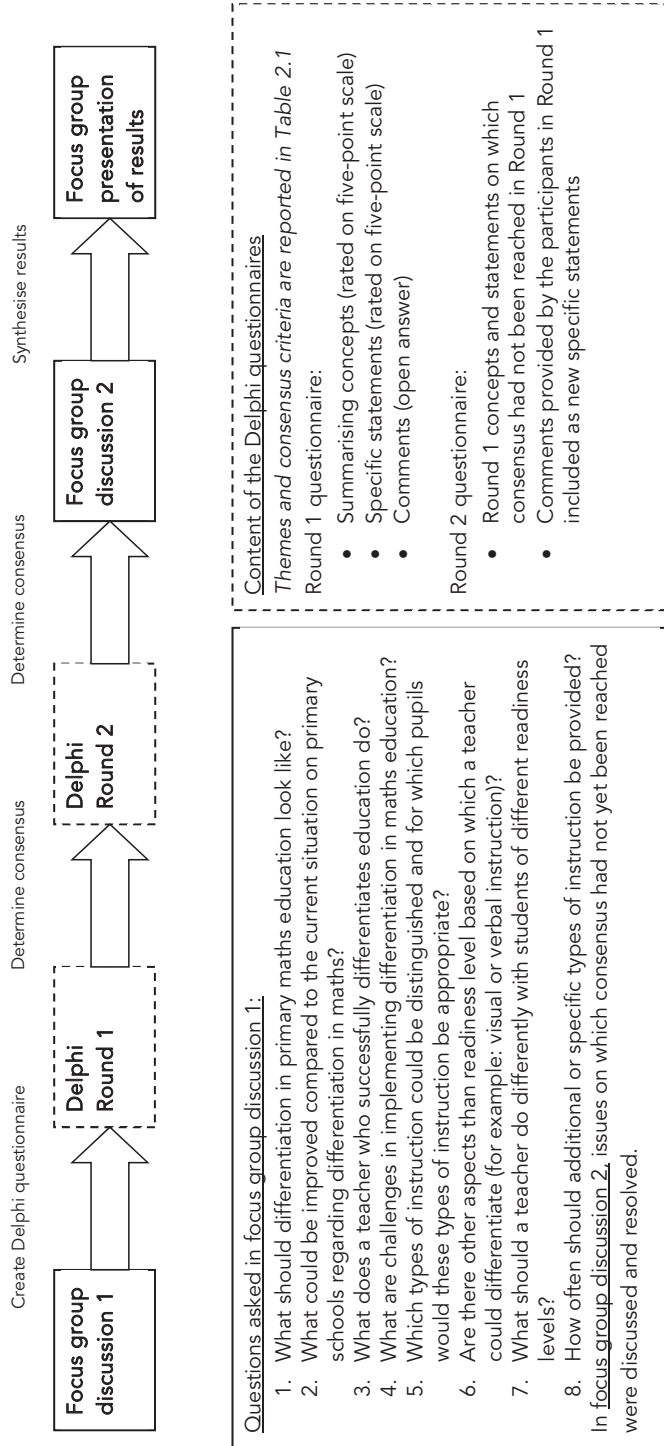 Create Delphi questionnaire
Determine consensus
Determine consensus
Synthesise results
Focus group
discussion 1
Delphi
Round 1
Delphi
Round 2
Focus group
discussion 2
Focus group
presentation
of results
Questions asked in focus group discussion 1:
1. What should differentiation in primary maths education look like?
2. What could be improved compared to the current situation on primary
schools regarding differentiation in maths?
3. What does a teacher who successfully differentiates education do?
4. What are challenges in implementing differentiation in maths education?
5. Which types of instruction could be distinguished and for which pupils
would these types of instruction be appropriate?
6. Are there other aspects than readiness level based on which a teacher
could differentiate (for example: visual or verbal instruction)?
7. What should a teacher do differently with students of different readiness
levels?
8. How often should additional or specific types of instruction be provided?
In focus group discussion 2, issues on which consensus had not yet been reached
were discussed and resolved.
Content of the Delphi questionnaires
Themes and consensus criteria are reported in Table 2.1
Round 1 questionnaire:
• Summarising concepts (rated on five-point scale)
• Specific statements (rated on five-point scale)
• Comments (open answer)
Round 2 questionnaire:
• Round 1 concepts and statements on which
consensus had not been reached in Round 1
• Comments provided by the participants in Round 1
included as new specific statements